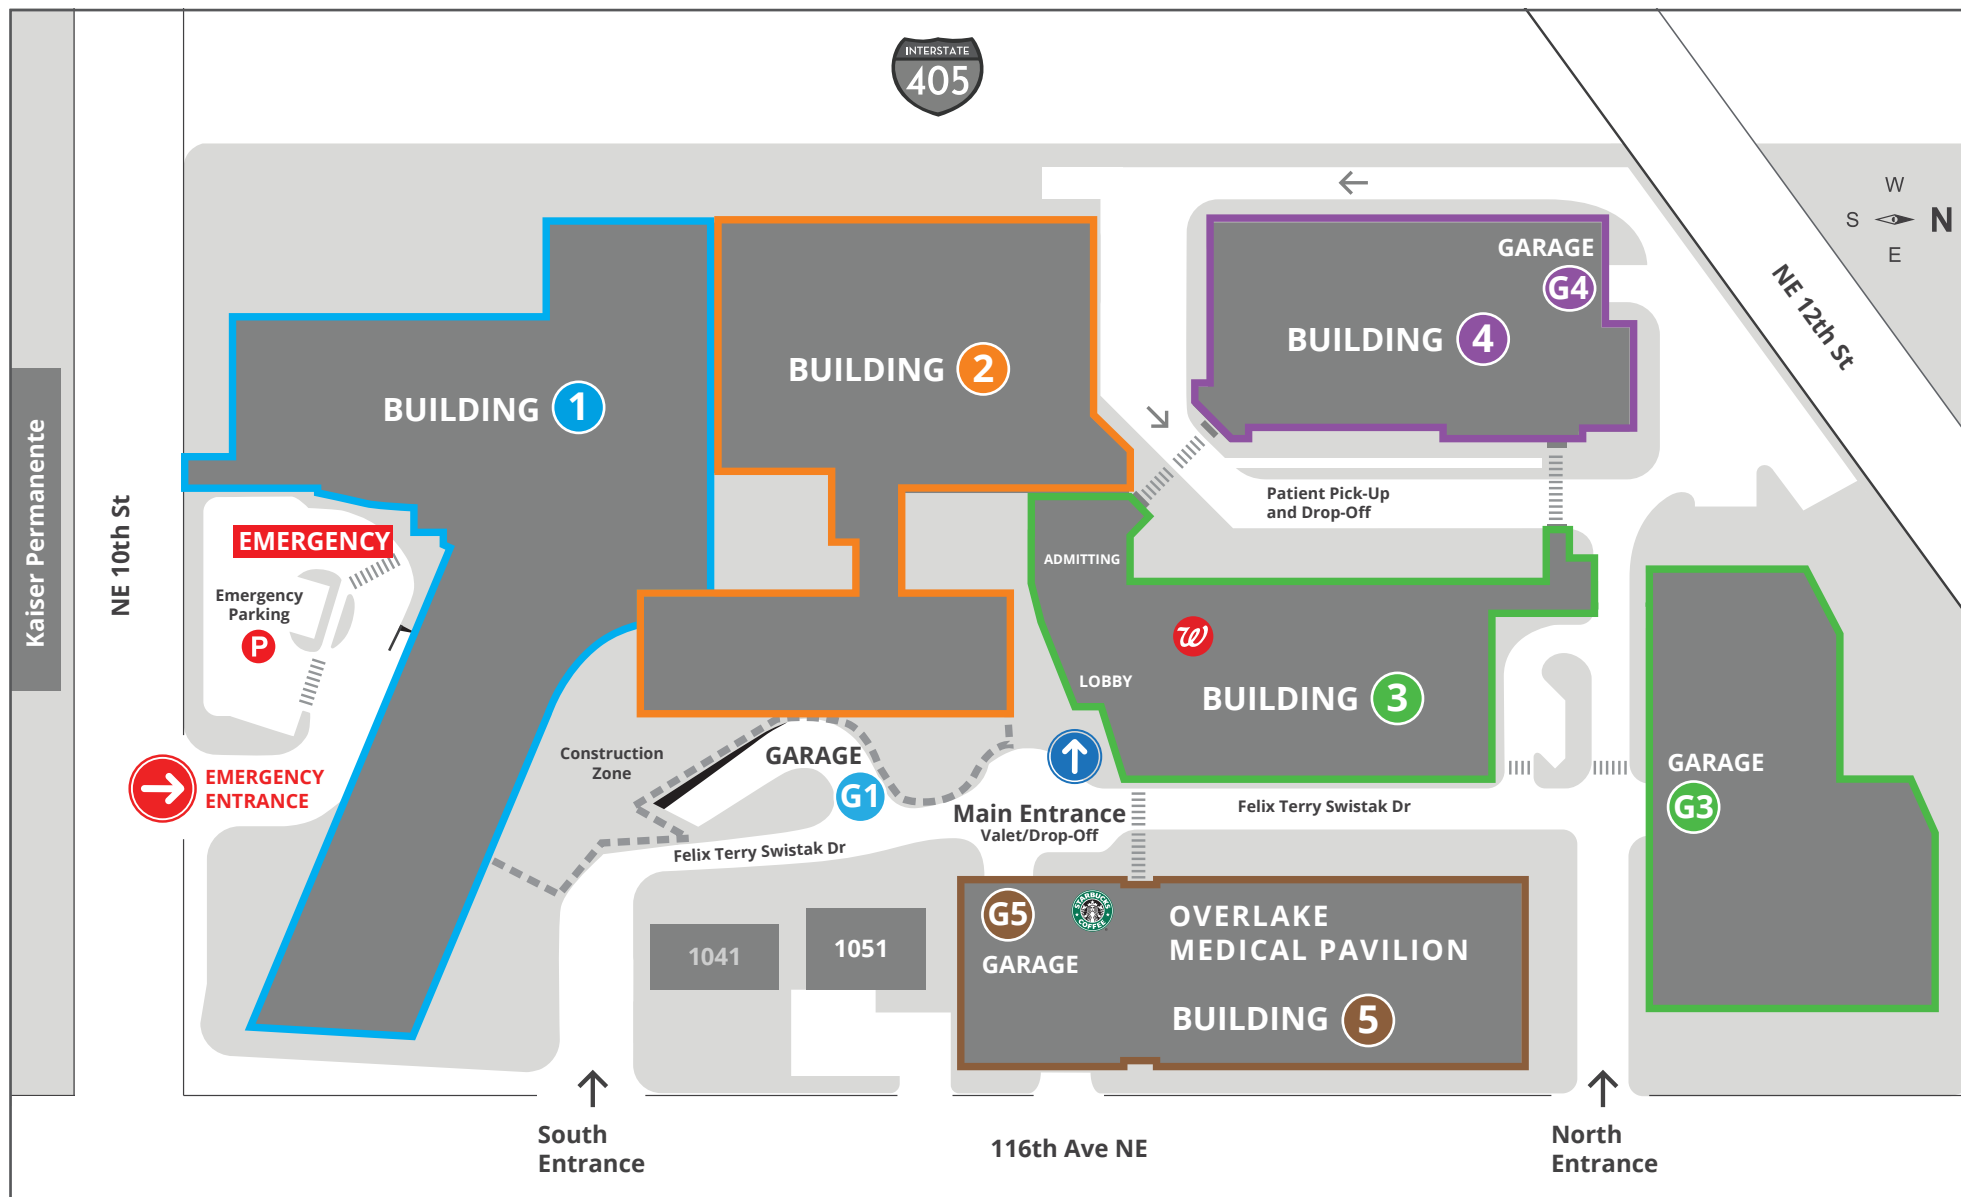 INTERSTATE
405
W
S
N
E
NE 12th St
GARAGE
G4
BUILDING 4
BUILDING 2
BUILDING 1
Kaiser Permanente
NE 10th St
EMERGENCY
Emergency
Parking
P
Patient Pick-Up
and Drop-Off
ADMITTING
W
LOBBY
BUILDING 3
EMERGENCY
ENTRANCE
Construction
Zone
GARAGE
G1
Main Entrance
Valet/Drop-Off
Felix Terry Swistak Dr
Felix Terry Swistak Dr
GARAGE
G3
1041
1051
G5
GARAGE
STARBUCKS
COFFEE
OVERLAKE
MEDICAL PAVILION
BUILDING 5
South
Entrance
116th Ave NE
North
Entrance